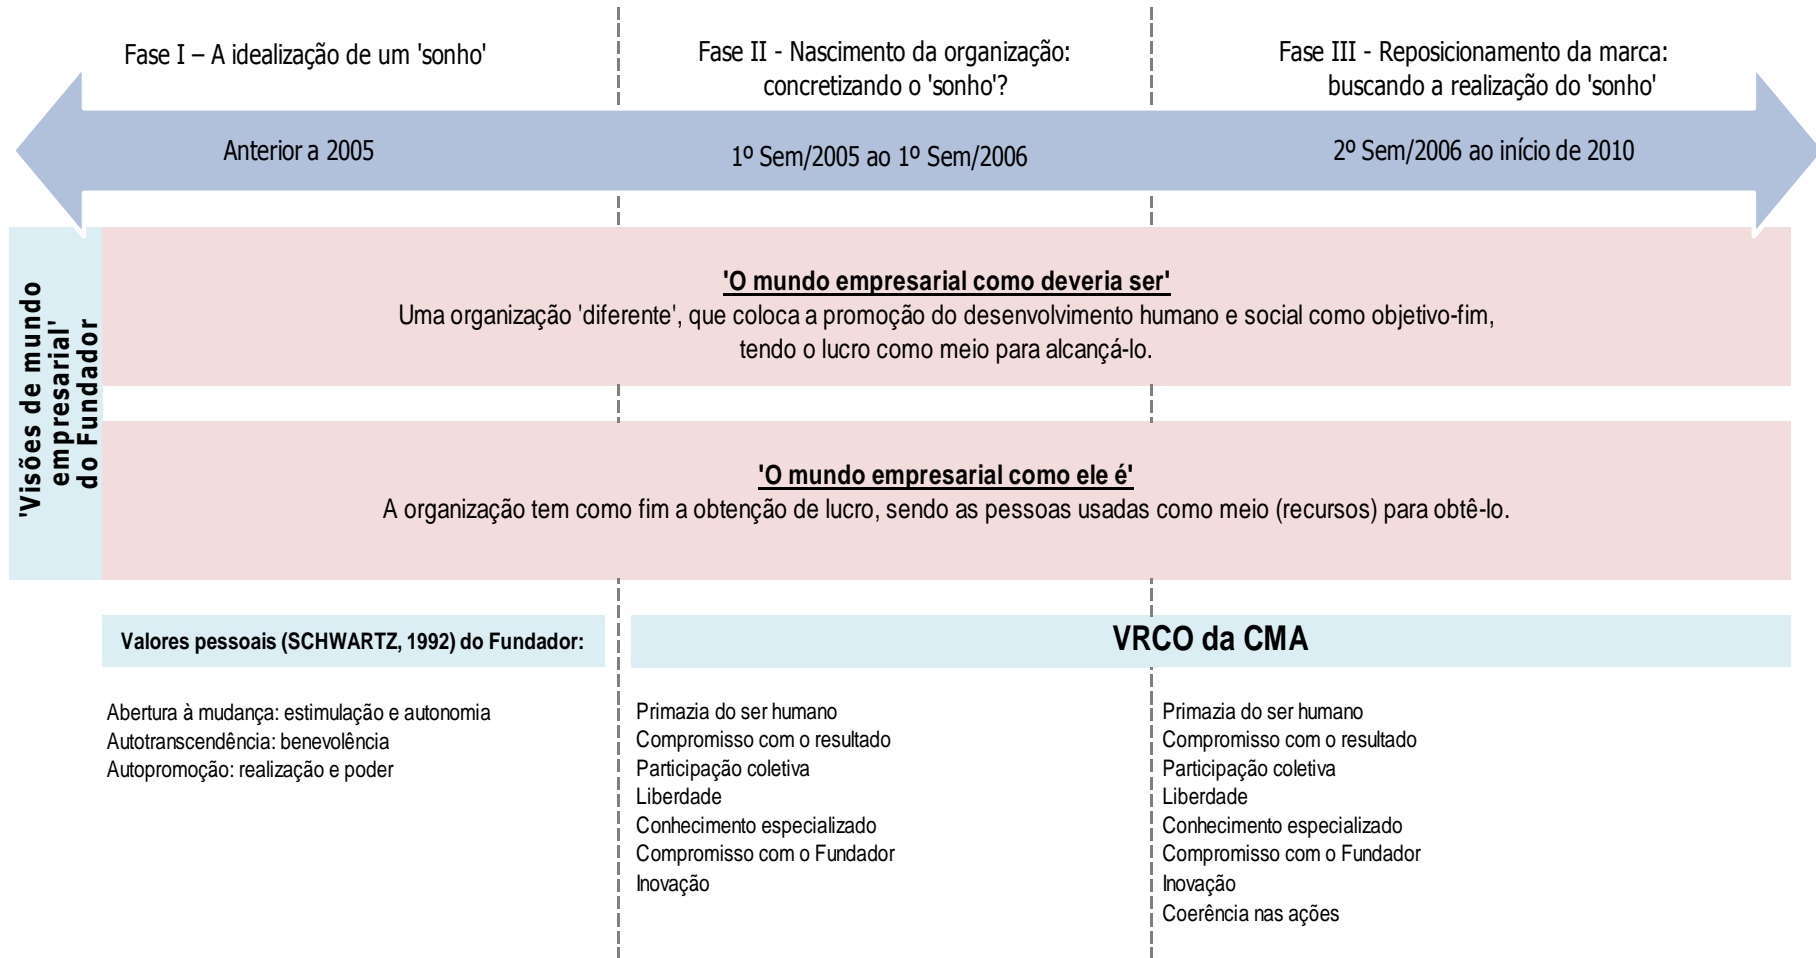 Fase I – A idealização de um 'sonho'
Fase II - Nascimento da organização:
concretizando o 'sonho'?
Fase III - Reposicionamento da marca:
buscando a realização do 'sonho'
Anterior a 2005
1º Sem/2005 ao 1º Sem/2006
2º Sem/2006 ao início de 2010
'Visões de mundo
empresarial'
do Fundador
'O mundo empresarial como deveria ser'
Uma organização 'diferente', que coloca a promoção do desenvolvimento humano e social como objetivo-fim,
tendo o lucro como meio para alcançá-lo.
'O mundo empresarial como ele é'
A organização tem como fim a obtenção de lucro, sendo as pessoas usadas como meio (recursos) para obtê-lo.
Valores pessoais (SCHWARTZ, 1992) do Fundador:
Abertura à mudança: estimulação e autonomia
Autotranscendência: benevolência
Autopromoção: realização e poder
VRCO da CMA
Primazia do ser humano
Compromisso com o resultado
Participação coletiva
Liberdade
Conhecimento especializado
Compromisso com o Fundador
Inovação
Primazia do ser humano
Compromisso com o resultado
Participação coletiva
Liberdade
Conhecimento especializado
Compromisso com o Fundador
Inovação
Coerência nas ações